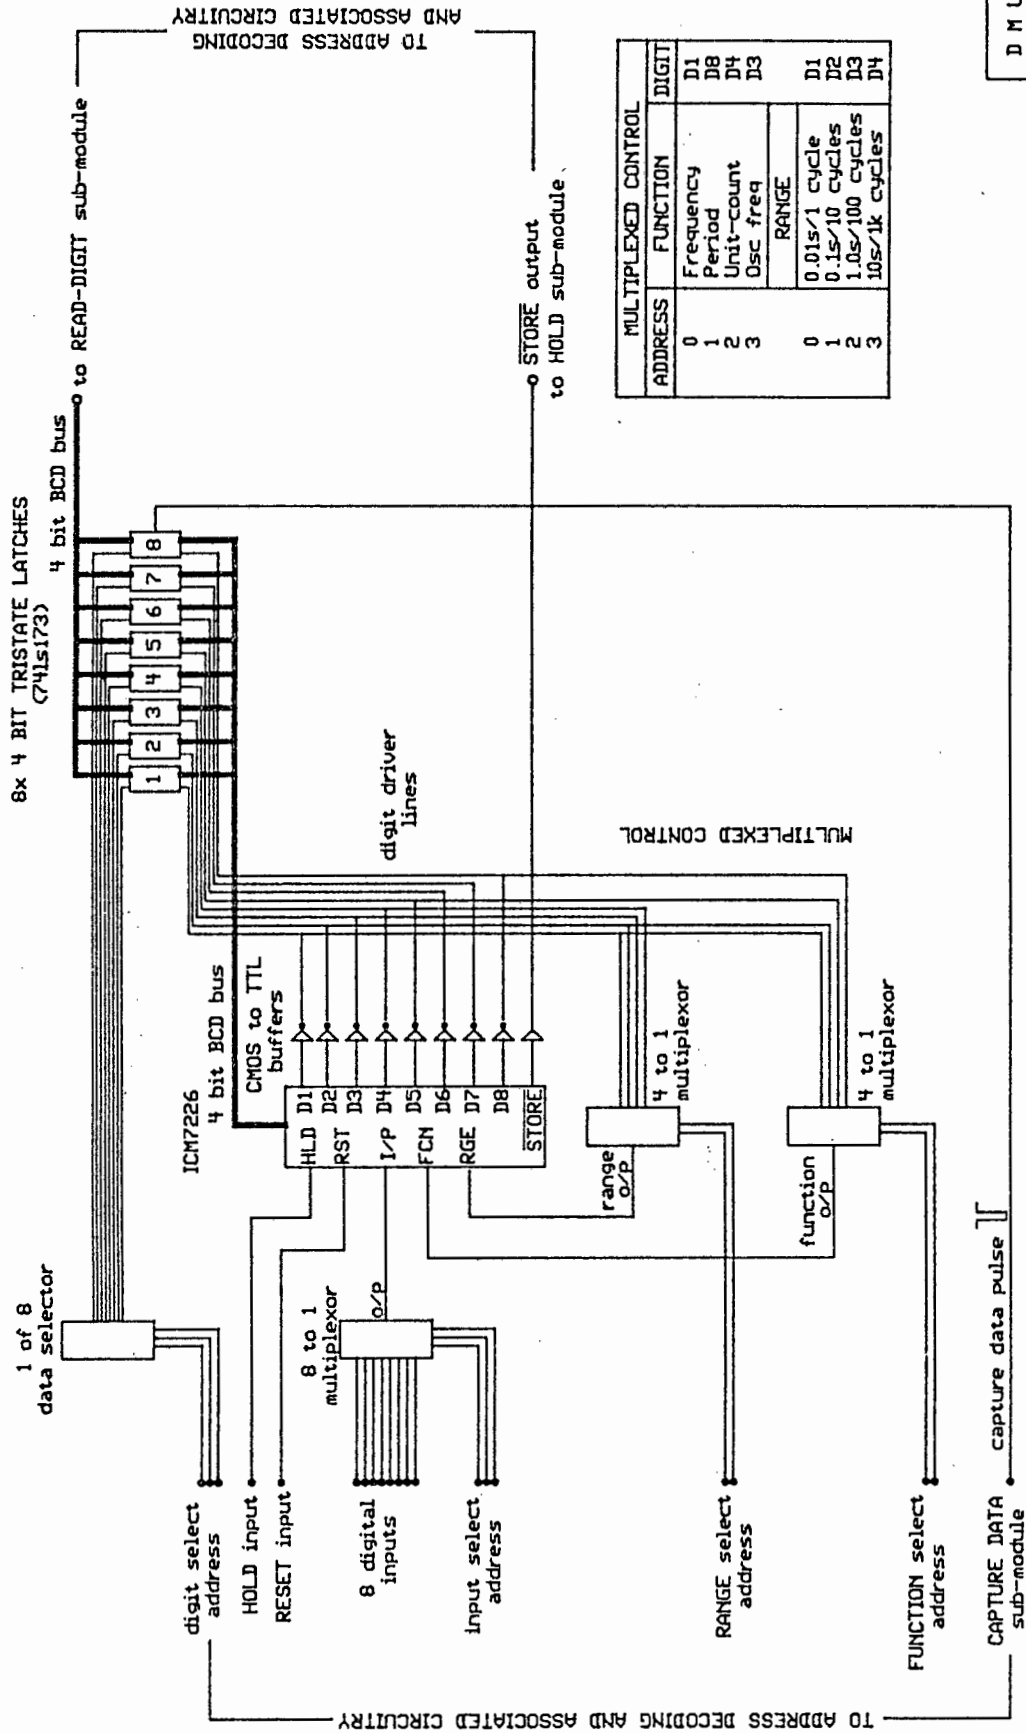 8x 4 BIT TRISTATE LATCHES
(74ls173)
4 bit BCD bus
to READ-DIGIT sub-module
TO ADDRESS DECODING
AND ASSOCIATED CIRCUITRY
1 of 8
data selector
1
2
3
4
5
6
7
8
digit select
address
HOLD input
RESET input
8 digital
inputs
input select
address
8 to 1
multiplexor
O/P
ICM7226
4 bit BCD bus
CMOS to TTL
buffers
HLD
RST
I/P
FCN
RGE
D1
D2
D3
D4
D5
D6
D7
D8
STORE
digit driver
lines
STORE output
to HOLD sub-module
range
O/P
4 to 1
multiplexor
function
O/P
4 to 1
multiplexor
MULTIPLEXED CONTROL
RANGE select
address
FUNCTION select
address
CAPTURE DATA
sub-module
capture data pulse
TO ADDRESS DECODING AND ASSOCIATED CIRCUITRY
MULTIPLEXED CONTROL
ADDRESS FUNCTION DIGIT
0 Frequency D1
1 Period D8
2 Unit-count D4
3 Osc freq D3
RANGE
0 0.01s/1 cycle D1
1 0.1s/10 cycles D2
2 1.0s/100 cycles D3
3 10s/1k cycles D4
D M U